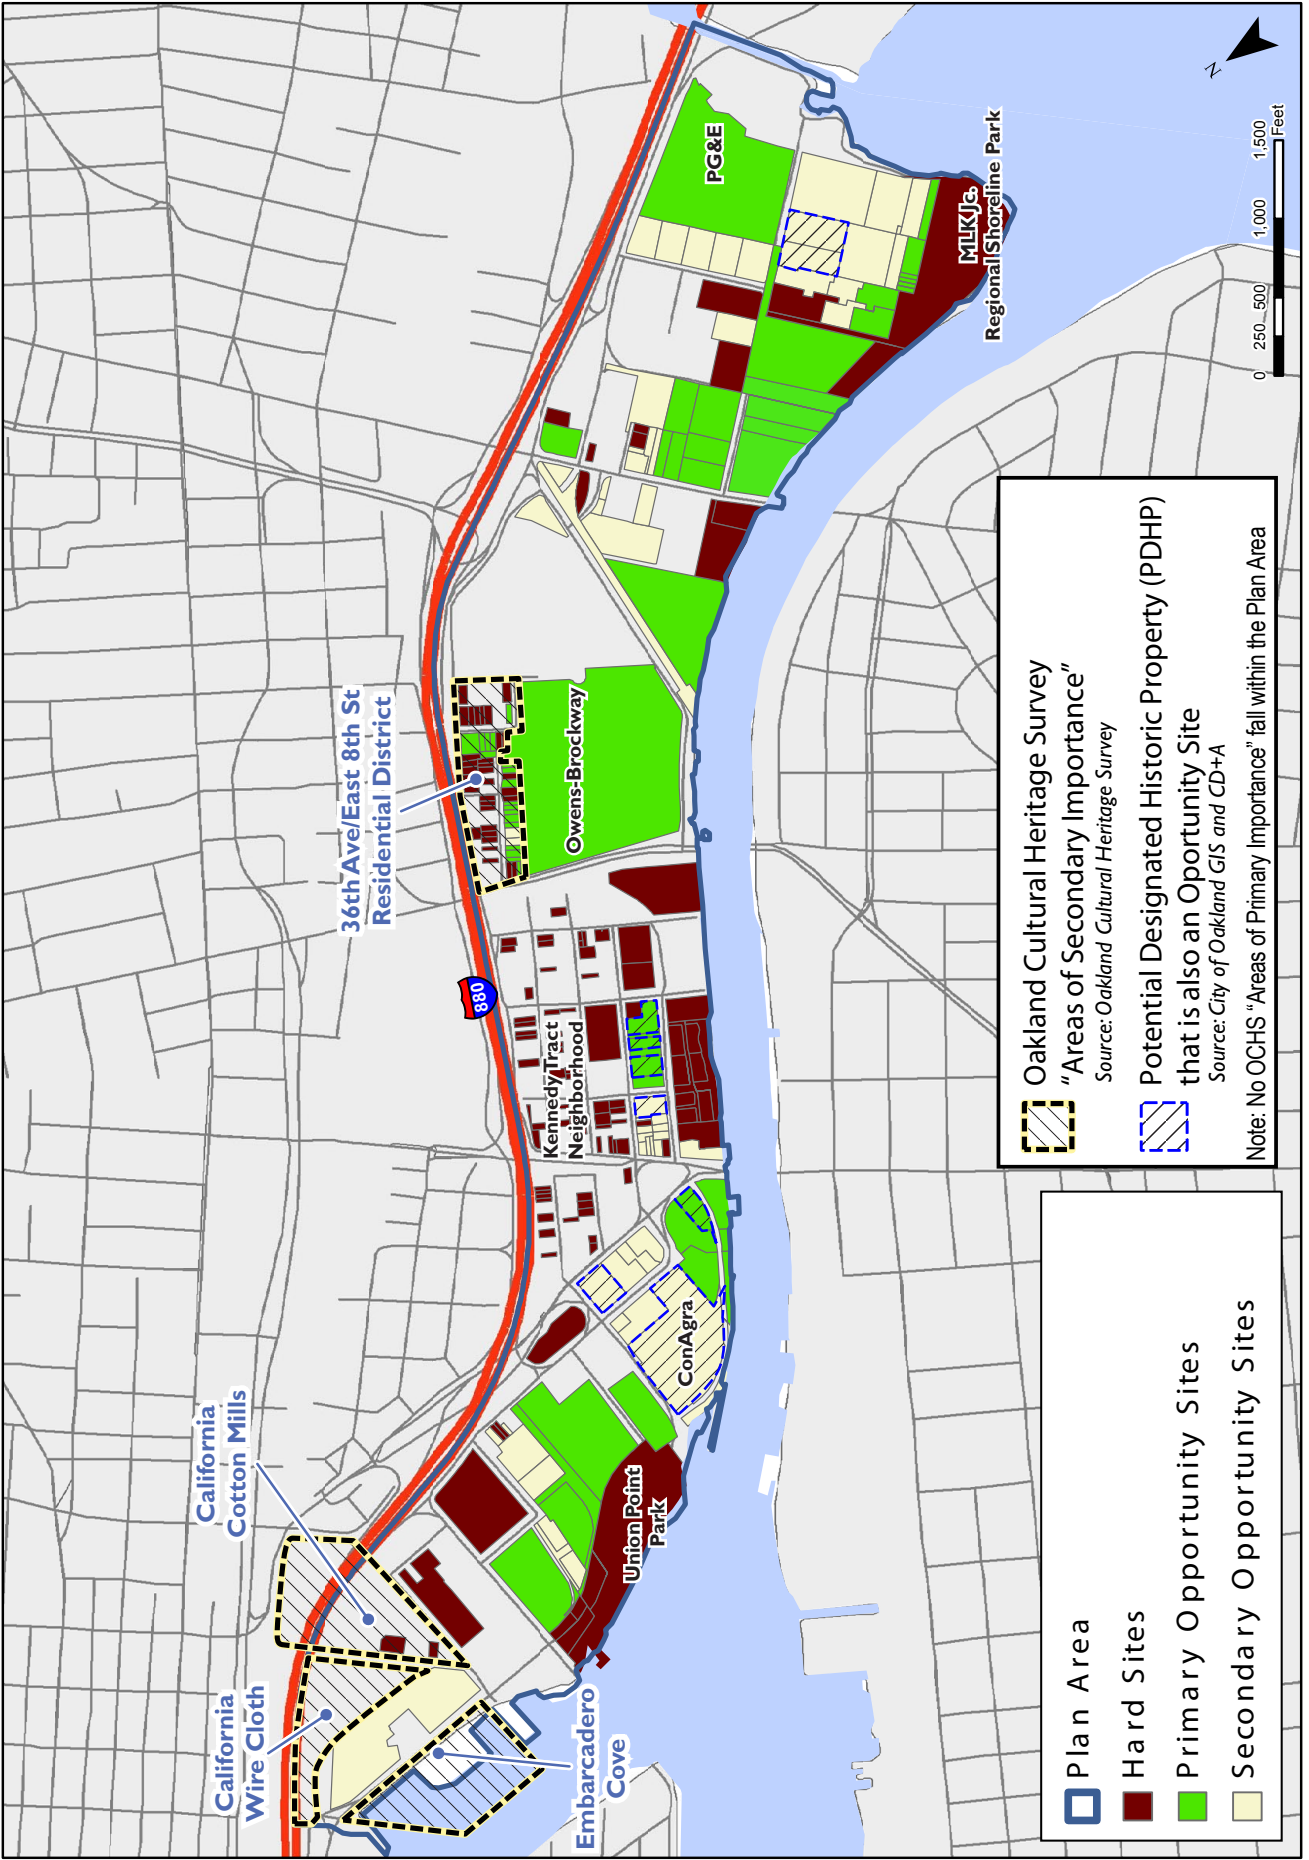 California
Wire Cloth
California
Cotton Mills
Embarcadero
Cove
36th Ave/East 8th St
Residential District
880
Union Point
Park
ConAgra
Kennedy Tract
Neighborhood
Owens-Brockway
PG&E
MLK Jc.
Regional Shoreline Park
N
0 250 500 1,000 1,500
Feet
Plan Area
Hard Sites
Primary Opportunity Sites
Secondary Opportunity Sites
Oakland Cultural Heritage Survey
“Areas of Secondary Importance”
Source: Oakland Cultural Heritage Survey
Potential Designated Historic Property (PDHP)
that is also an Opportunity Site
Source: City of Oakland GIS and CD+A
Note: No OCHS “Areas of Primary Importance” fall within the Plan Area